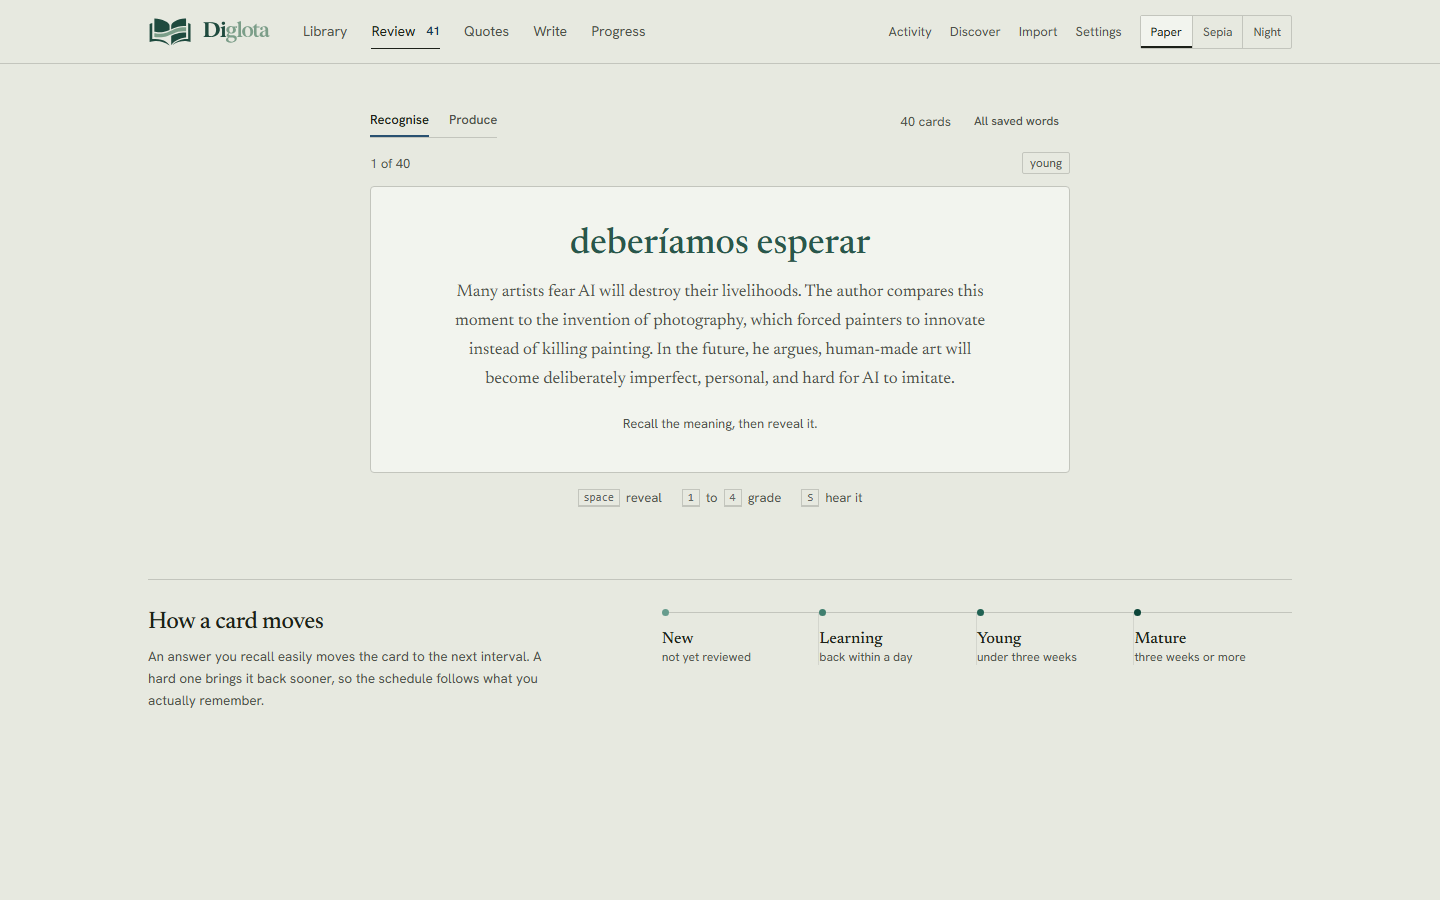 Diglota
Library
Review 41
Quotes
Write
Progress
Activity
Discover
Import
Settings
Paper
Sepia
Night
Recognise
Produce
40 cards
All saved words
1 of 40
young
deberíamos esperar
Many artists fear AI will destroy their livelihoods. The author compares this
moment to the invention of photography, which forced painters to innovate
instead of killing painting. In the future, he argues, human-made art will
become deliberately imperfect, personal, and hard for AI to imitate.
Recall the meaning, then reveal it.
space reveal 1 to 4 grade S hear it
How a card moves
An answer you recall easily moves the card to the next interval. A
hard one brings it back sooner, so the schedule follows what you
actually remember.
New
not yet reviewed
Learning
back within a day
Young
under three weeks
Mature
three weeks or more